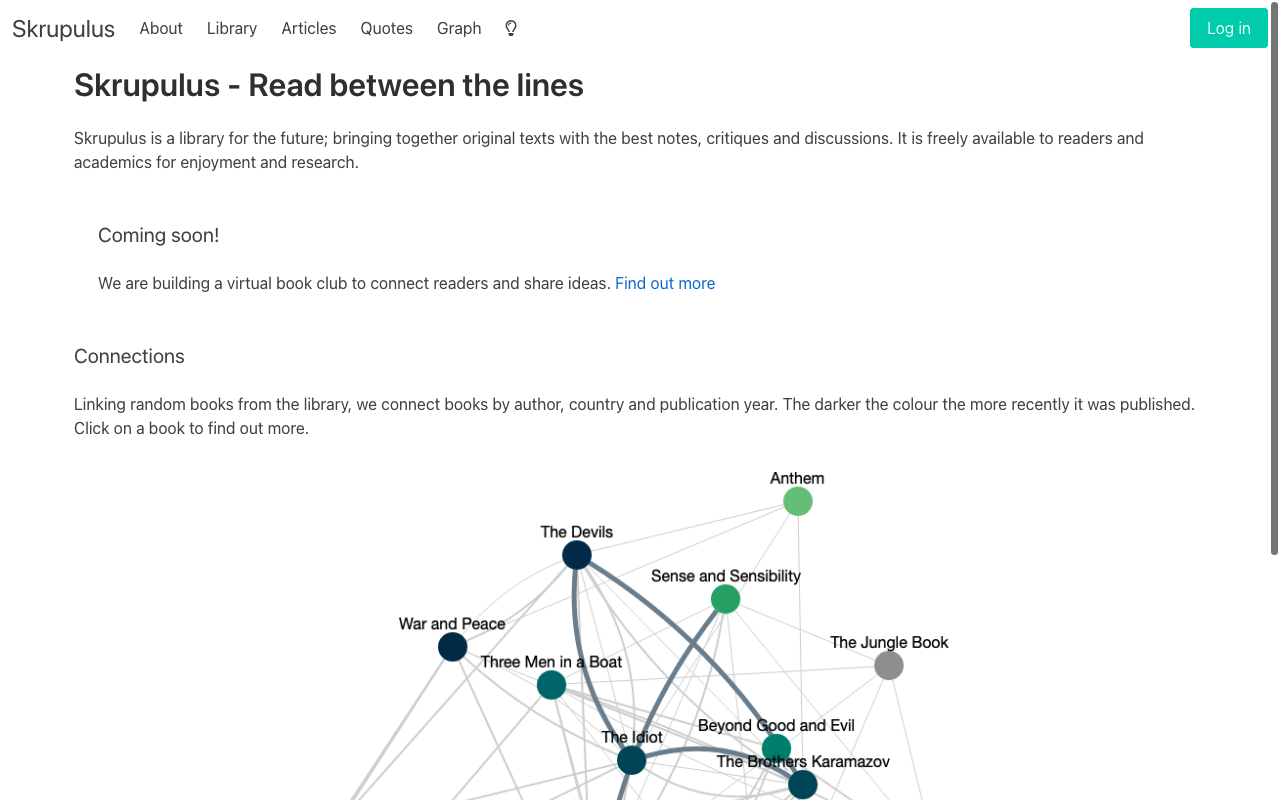 Skrupulus About Library Articles Quotes Graph Log in
Skrupulus - Read between the lines
Skrupulus is a library for the future; bringing together original texts with the best notes, critiques and discussions. It is freely available to readers and
academics for enjoyment and research.
Coming soon!
We are building a virtual book club to connect readers and share ideas. Find out more
Connections
Linking random books from the library, we connect books by author, country and publication year. The darker the colour the more recently it was published.
Click on a book to find out more.
Anthem
The Devils
Sense and Sensibility
War and Peace
The Jungle Book
Three Men in a Boat
Beyond Good and Evil
The Idiot
The Brothers Karamazov